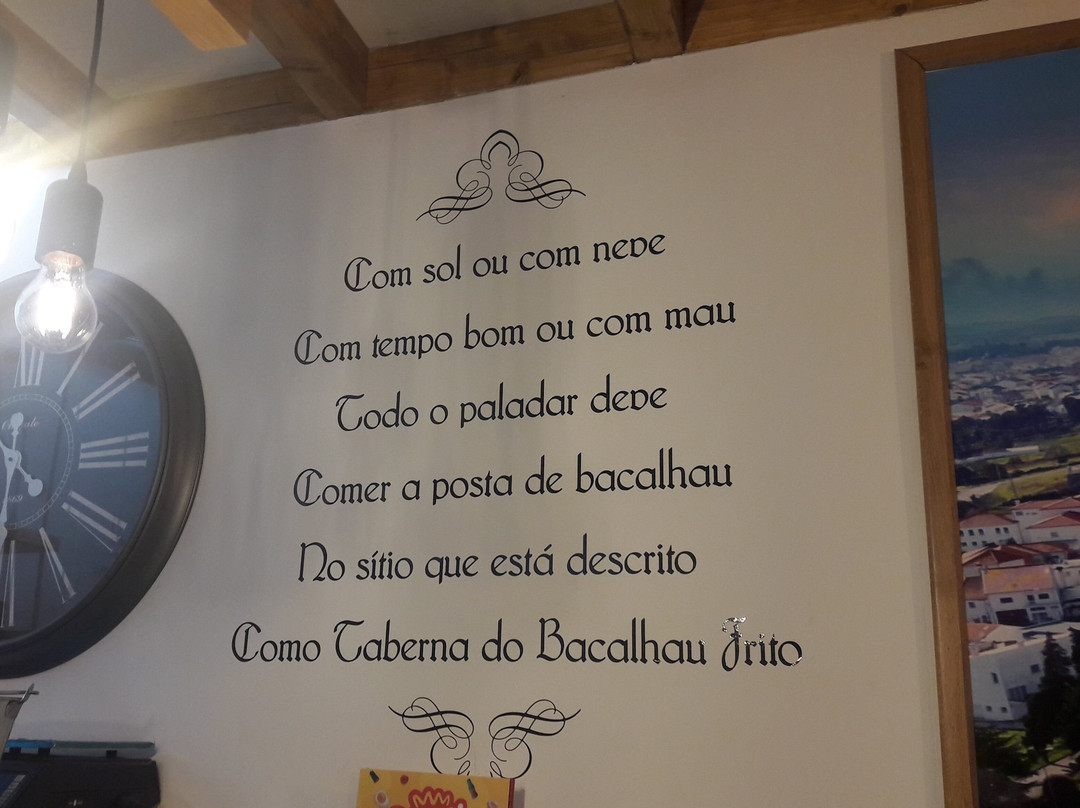 Com sol ou com neve
Com tempo bom ou com mau
Todo o paladar deve
Comer a posta de bacalhau
No sítio que está descrito
Como Taberna do Bacalhau Frito